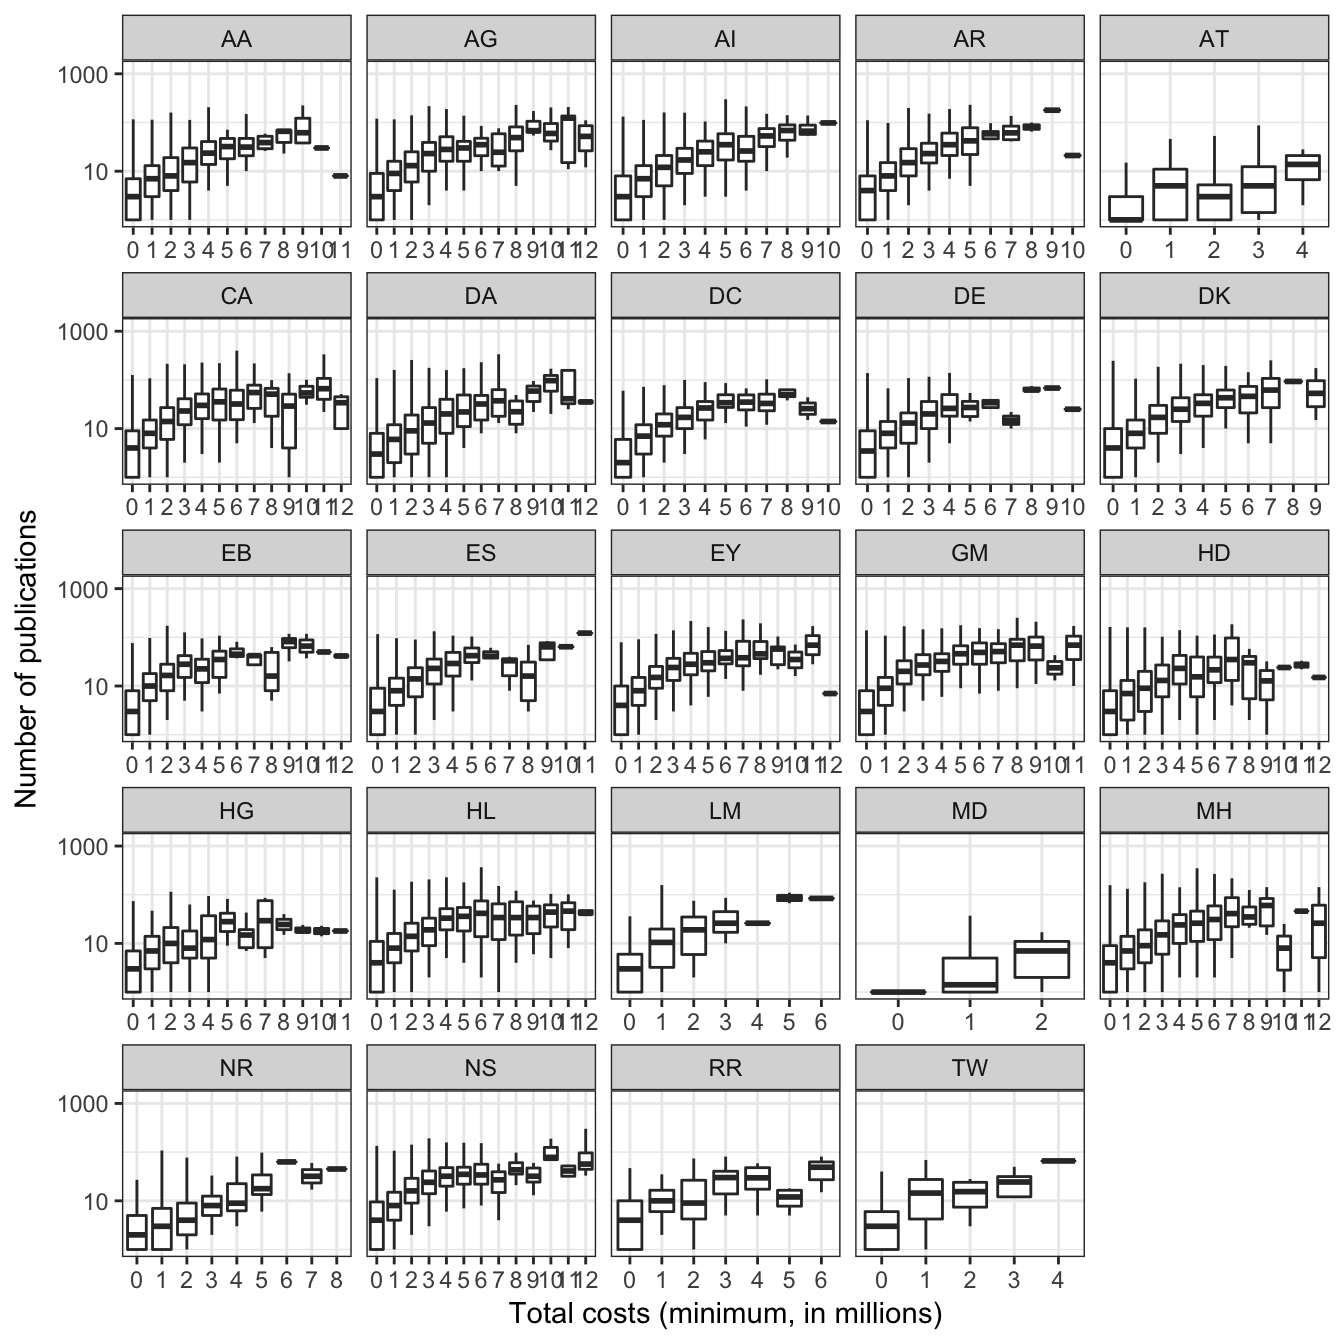 AA AG AI AR AT
1000
10
0 1 2 3 4 5 6 7 8 9 10 11 0 1 2 3 4 5 6 7 8 9 10 11 12 0 1 2 3 4 5 6 7 8 9 10 0 1 2 3 4 5 6 7 8 9 10 0 1 2 3 4
CA DA DC DE DK
1000
10
0 1 2 3 4 5 6 7 8 9 10 11 12 0 1 2 3 4 5 6 7 8 9 10 11 12 0 1 2 3 4 5 6 7 8 9 10 0 1 2 3 4 5 6 7 8 9 10 0 1 2 3 4 5 6 7 8 9
Number of publications
EB ES EY GM HD
1000
10
0 1 2 3 4 5 6 7 8 9 10 11 12 0 1 2 3 4 5 6 7 8 9 10 11 0 1 2 3 4 5 6 7 8 9 10 11 12 0 1 2 3 4 5 6 7 8 9 10 11 0 1 2 3 4 5 6 7 8 9 10 11 12
HG HL LM MD MH
1000
10
0 1 2 3 4 5 6 7 8 9 10 11 0 1 2 3 4 5 6 7 8 9 10 11 12 0 1 2 3 4 5 6 0 1 2 0 1 2 3 4 5 6 7 8 9 10 11 12
NR NS RR TW
1000
10
0 1 2 3 4 5 6 7 8 0 1 2 3 4 5 6 7 8 9 10 11 12 0 1 2 3 4 5 6 0 1 2 3 4
Total costs (minimum, in millions)